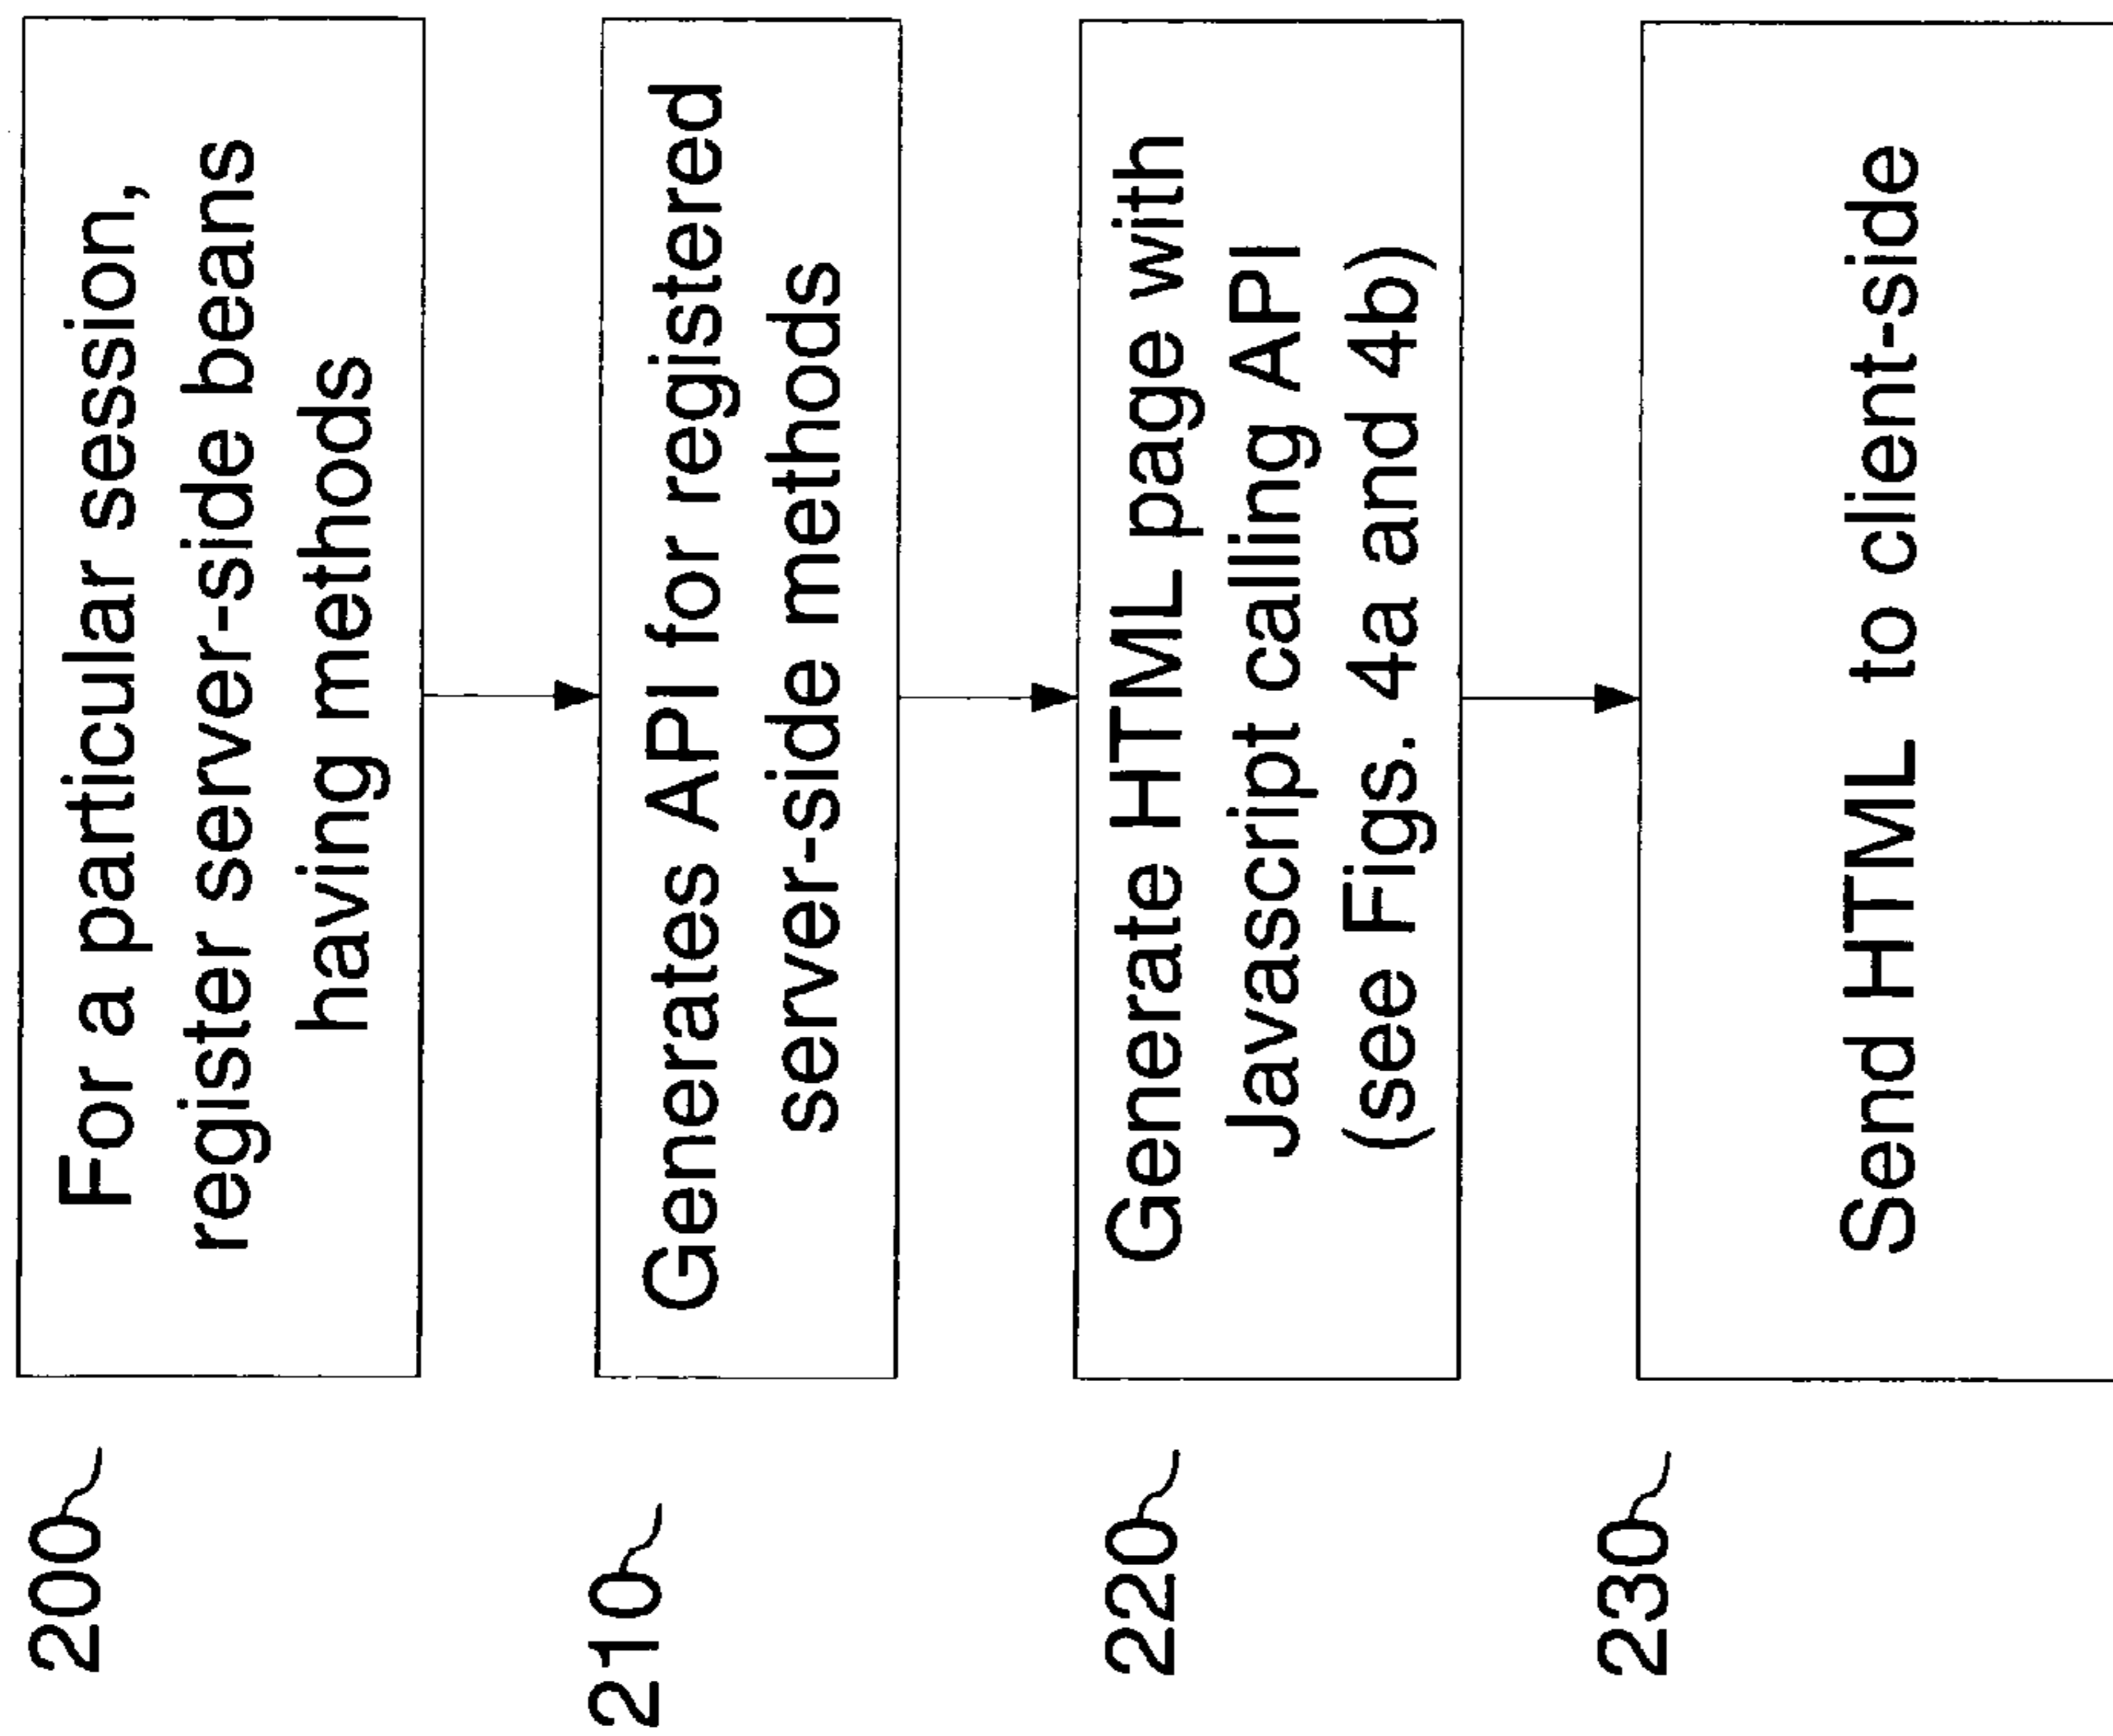 200
For a particular session,
register server-side beans
having methods
210
Generates API for registered
server-side methods
220
Generate HTML page with
Javascript calling API
(see Figs. 4a and 4b)
230
Send HTML to client-side